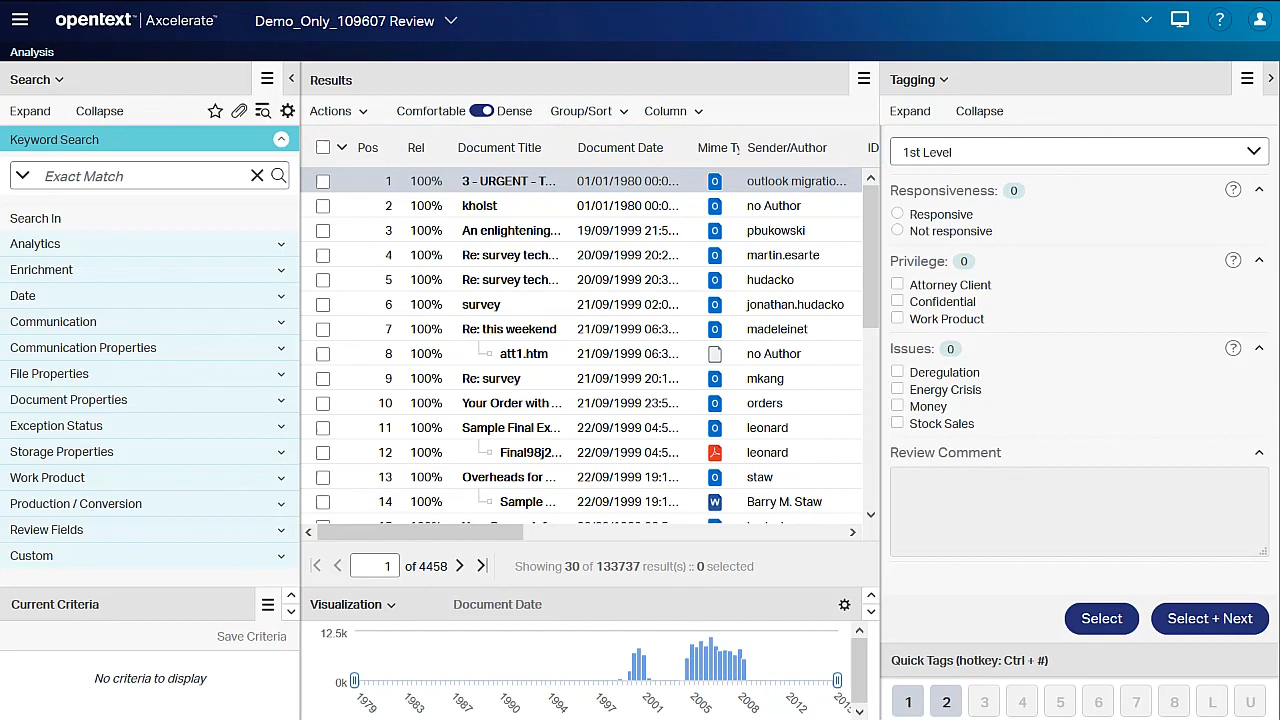 opentext™ | Axcelerate™ Demo_Only_109607 Review
Analysis
Search
Expand Collapse
Keyword Search
Exact Match
Search In
Analytics
Enrichment
Date
Communication
Communication Properties
File Properties
Document Properties
Exception Status
Storage Properties
Work Product
Production / Conversion
Review Fields
Custom
Current Criteria
Save Criteria
No criteria to display
Results
Actions Comfortable Dense Group/Sort Column
Pos Rel Document Title Document Date Mime Ty Sender/Author ID
1 100% 3 - URGENT - T... 01/01/1980 00:0... outlook migratio...
2 100% kholst 01/01/1980 00:0... no Author
3 100% An enlightening... 19/09/1999 21:5... pbukowski
4 100% Re: survey tech... 20/09/1999 20:2... martin.esarte
5 100% Re: survey tech... 20/09/1999 20:3... hudacko
6 100% survey 21/09/1999 02:0... jonathan.hudacko
7 100% Re: this weekend 21/09/1999 06:3... madeleinet
8 100% att1.htm 21/09/1999 06:3... no Author
9 100% Re: survey 21/09/1999 20:1... mkang
10 100% Your Order with ... 21/09/1999 23:5... orders
11 100% Sample Final Ex... 22/09/1999 04:5... leonard
12 100% Final98j2... 22/09/1999 04:5... leonard
13 100% Overheads for ... 22/09/1999 19:1... staw
14 100% Sample ... 22/09/1999 19:1... Barry M. Staw
1 of 4458 Showing 30 of 133737 result(s) :: 0 selected
Visualization Document Date
12.5k
0k
1979 1983 1987 1990 1994 1997 2001 2005 2008 2012
Tagging
Expand Collapse
1st Level
Responsiveness: 0
Responsive
Not responsive
Privilege: 0
Attorney Client
Confidential
Work Product
Issues: 0
Deregulation
Energy Crisis
Money
Stock Sales
Review Comment
Select Select + Next
Quick Tags (hotkey: Ctrl + #)
1 2 3 4 5 6 7 8 L U